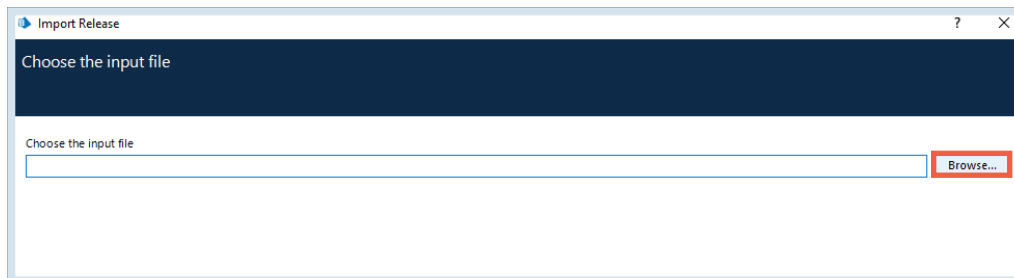 Import Release
?
Choose the input file
Choose the input file
Browse...